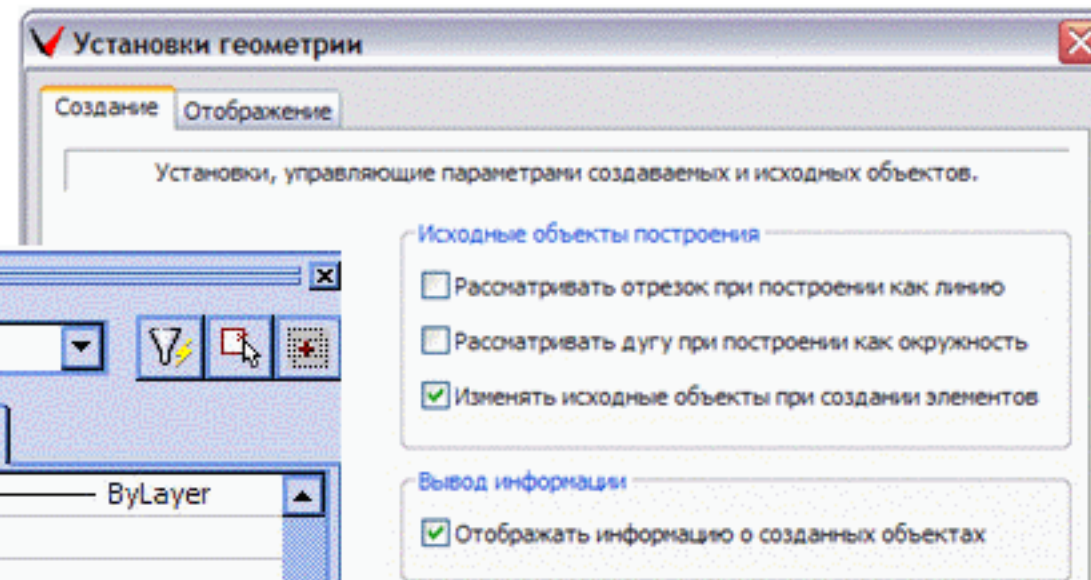 Установки геометрии
Создание Отображение
Установки, управляющие параметрами создаваемых и исходных объектов.
Исходные объекты построения
Рассматривать отрезок при построении как линию
Рассматривать дугу при построении как окружность
Изменять исходные объекты при создании элементов
ByLayer
Вывод информации
Отображать информацию о созданных объектах